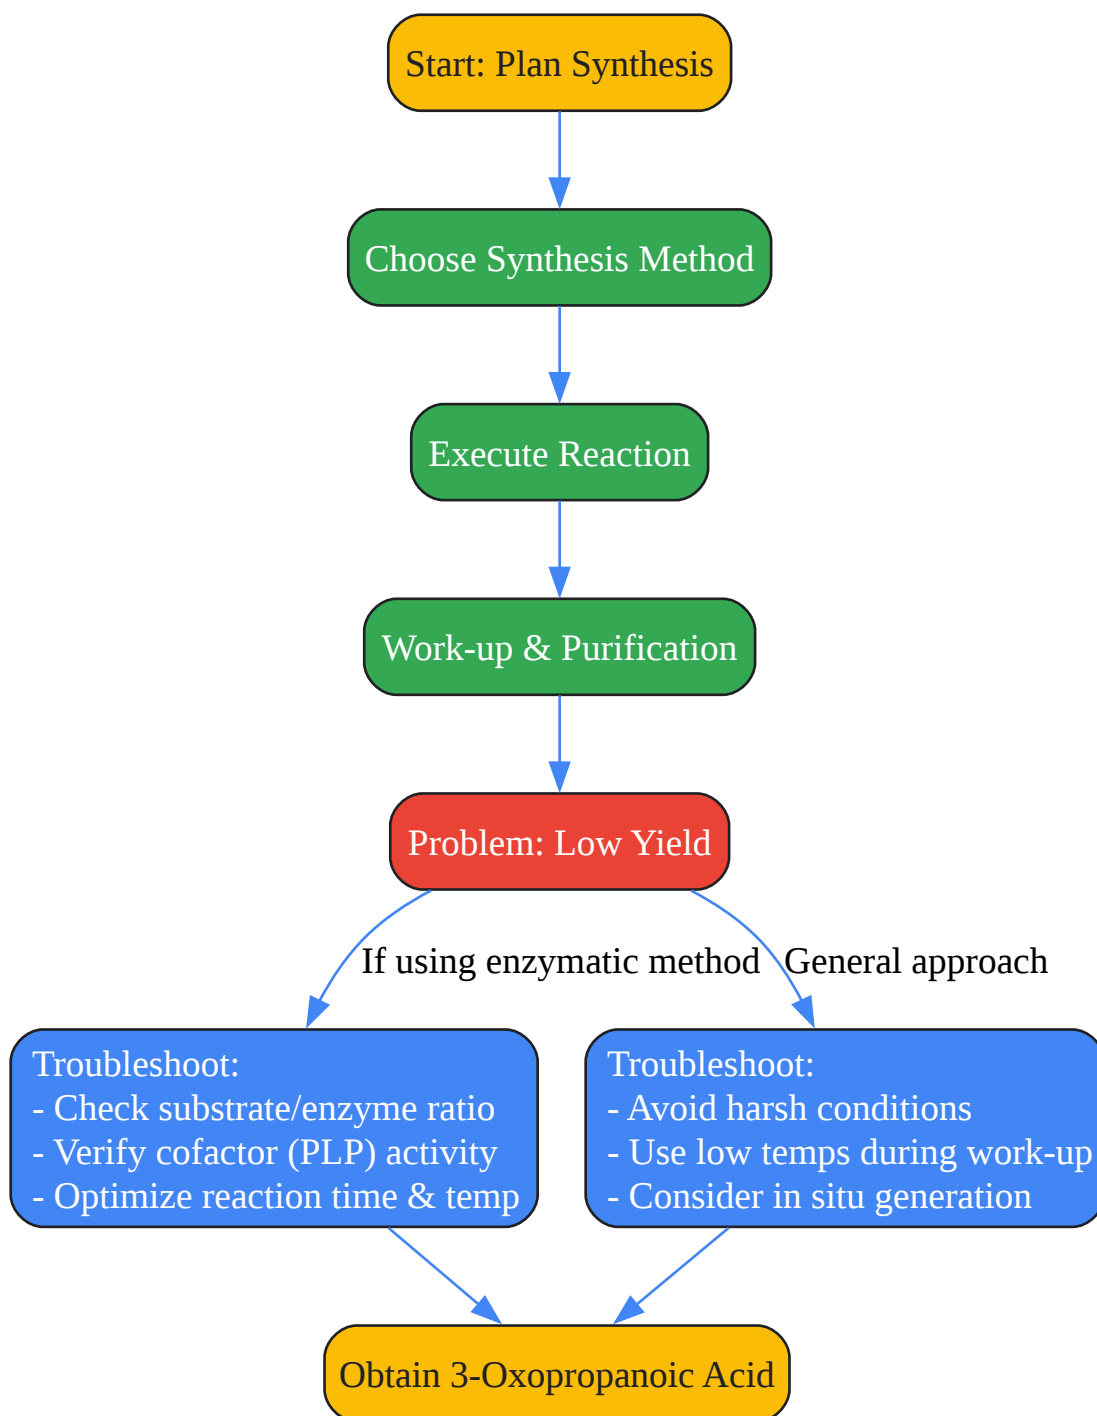 Start: Plan Synthesis
Choose Synthesis Method
Execute Reaction
Work-up & Purification
Problem: Low Yield
If using enzymatic method
General approach
Troubleshoot:
- Check substrate/enzyme ratio
- Verify cofactor (PLP) activity
- Optimize reaction time & temp
Troubleshoot:
- Avoid harsh conditions
- Use low temps during work-up
- Consider in situ generation
Obtain 3-Oxopropanoic Acid